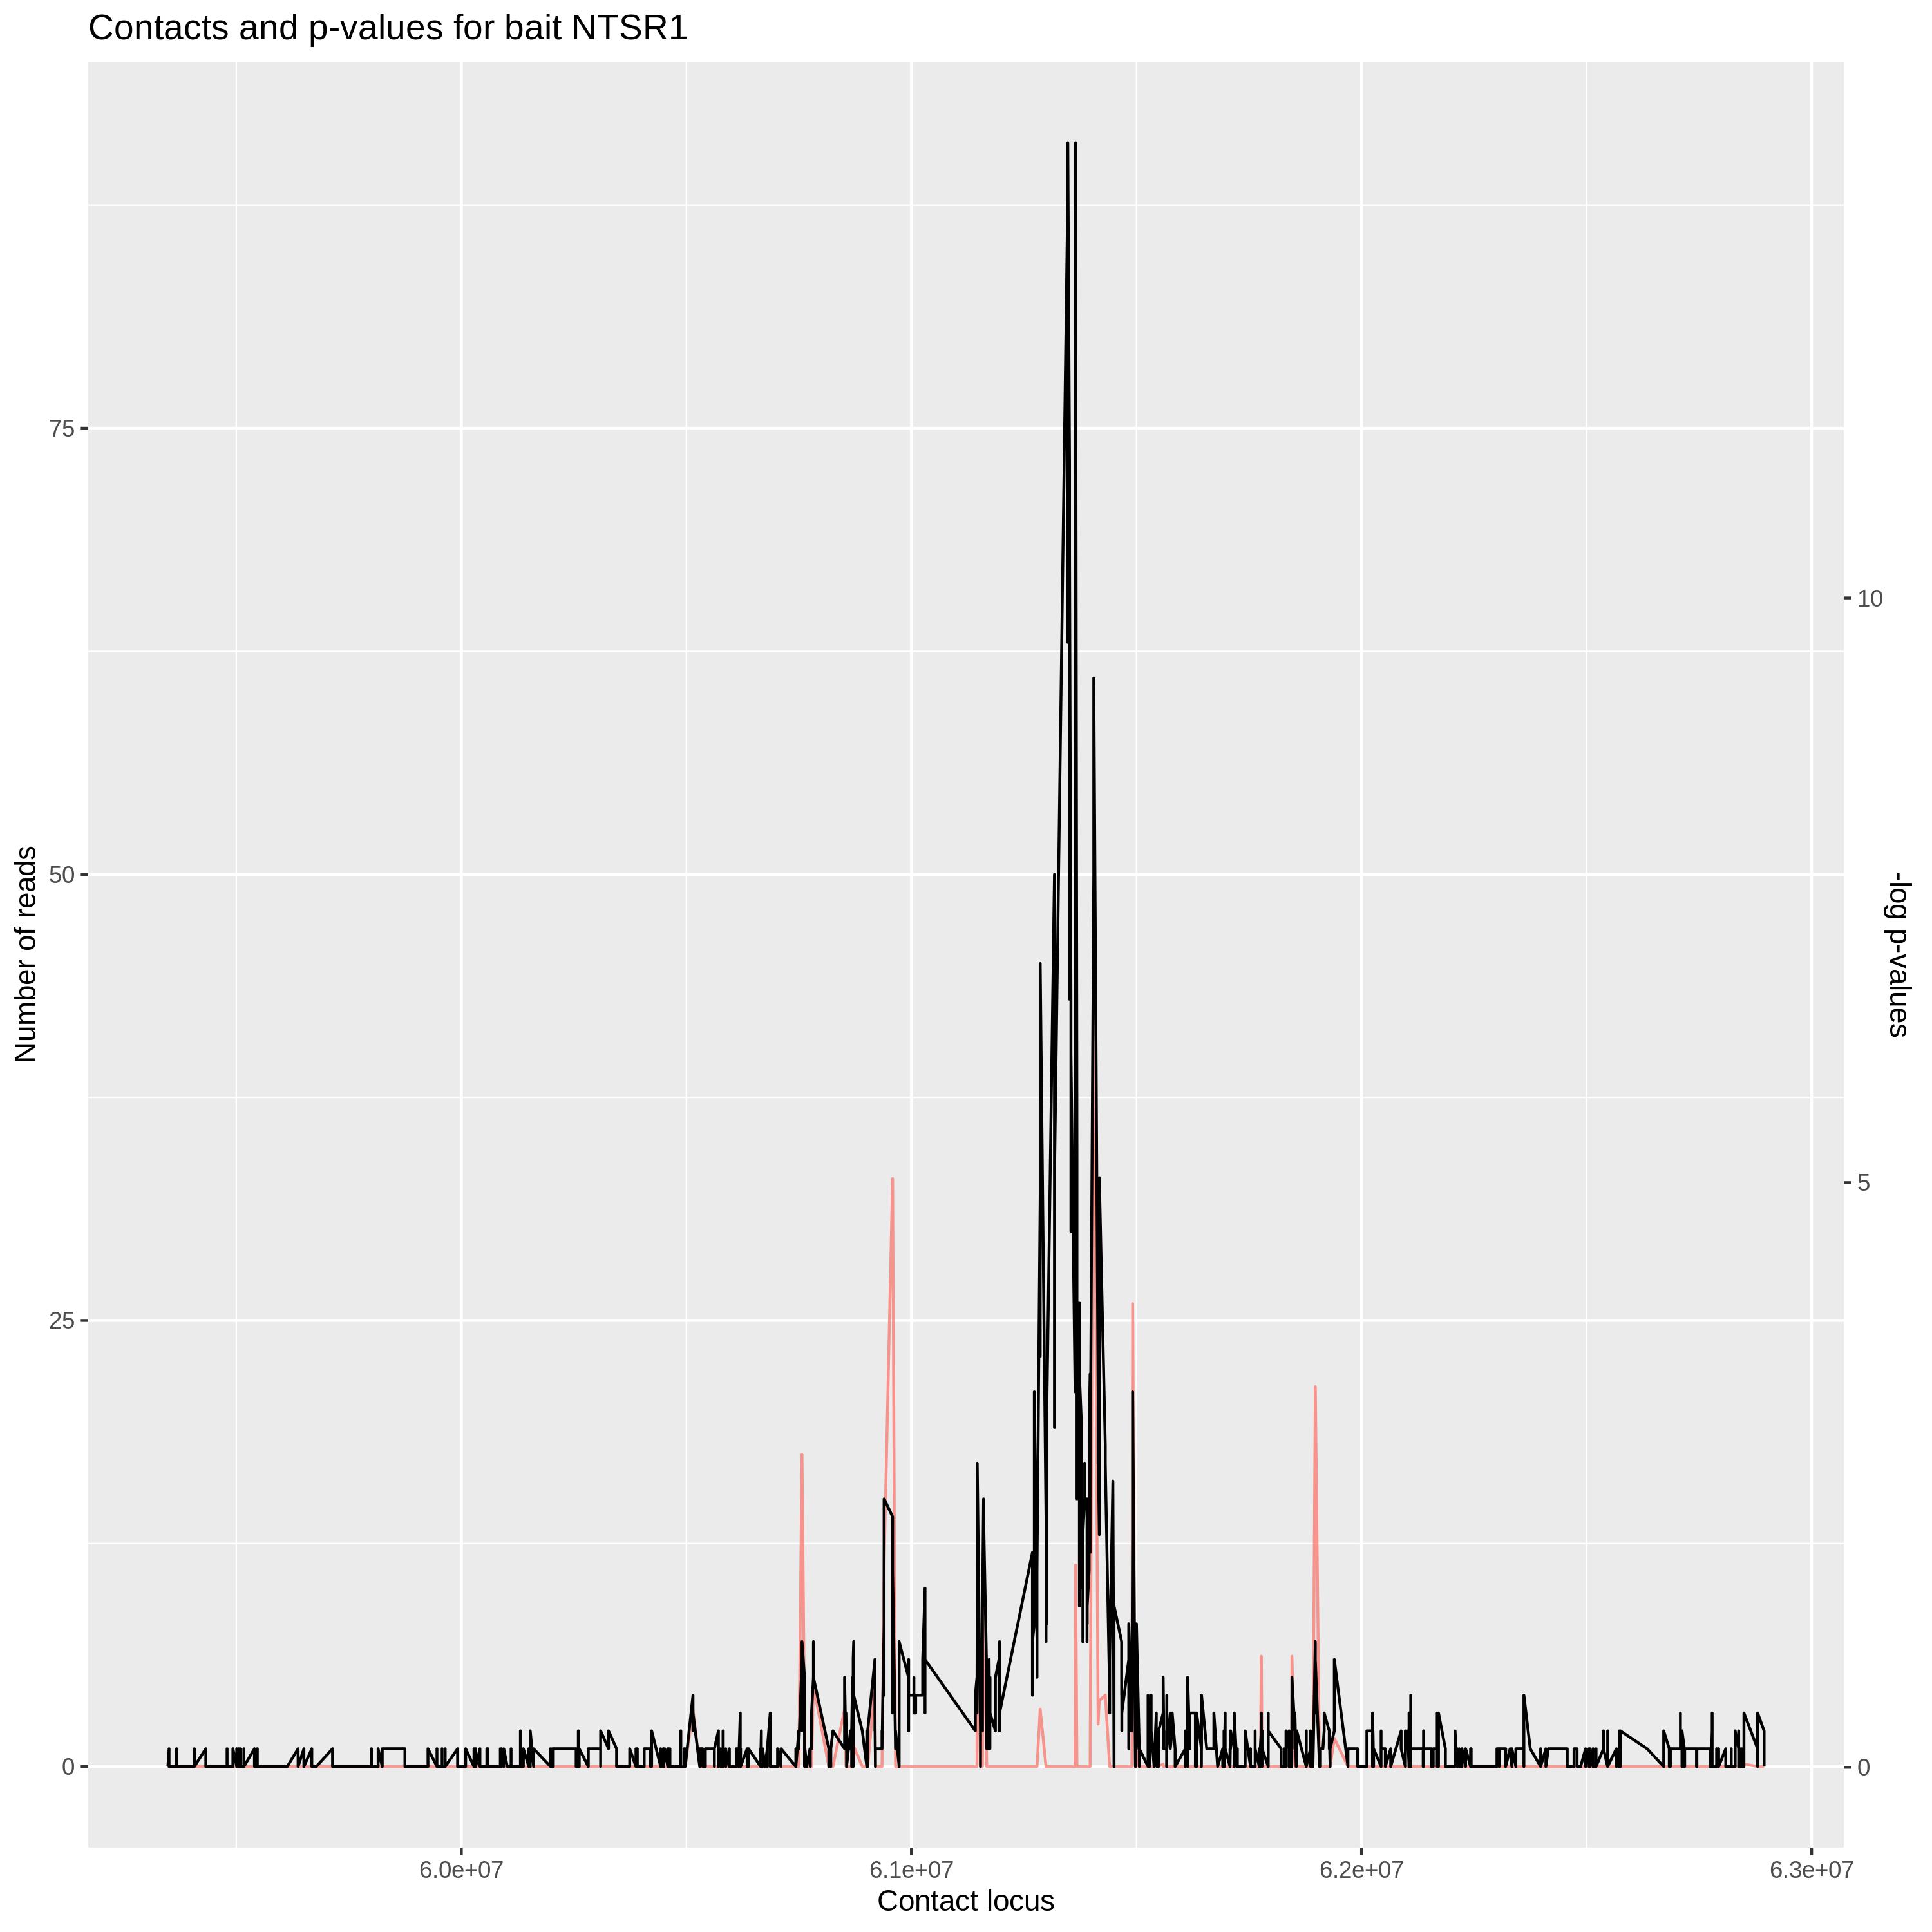 Contacts and p-values for bait NTSR1
75
50
25
0
Number of reads
10
5
0
-log p-values
6.0e+07
6.1e+07
6.2e+07
6.3e+07
Contact locus